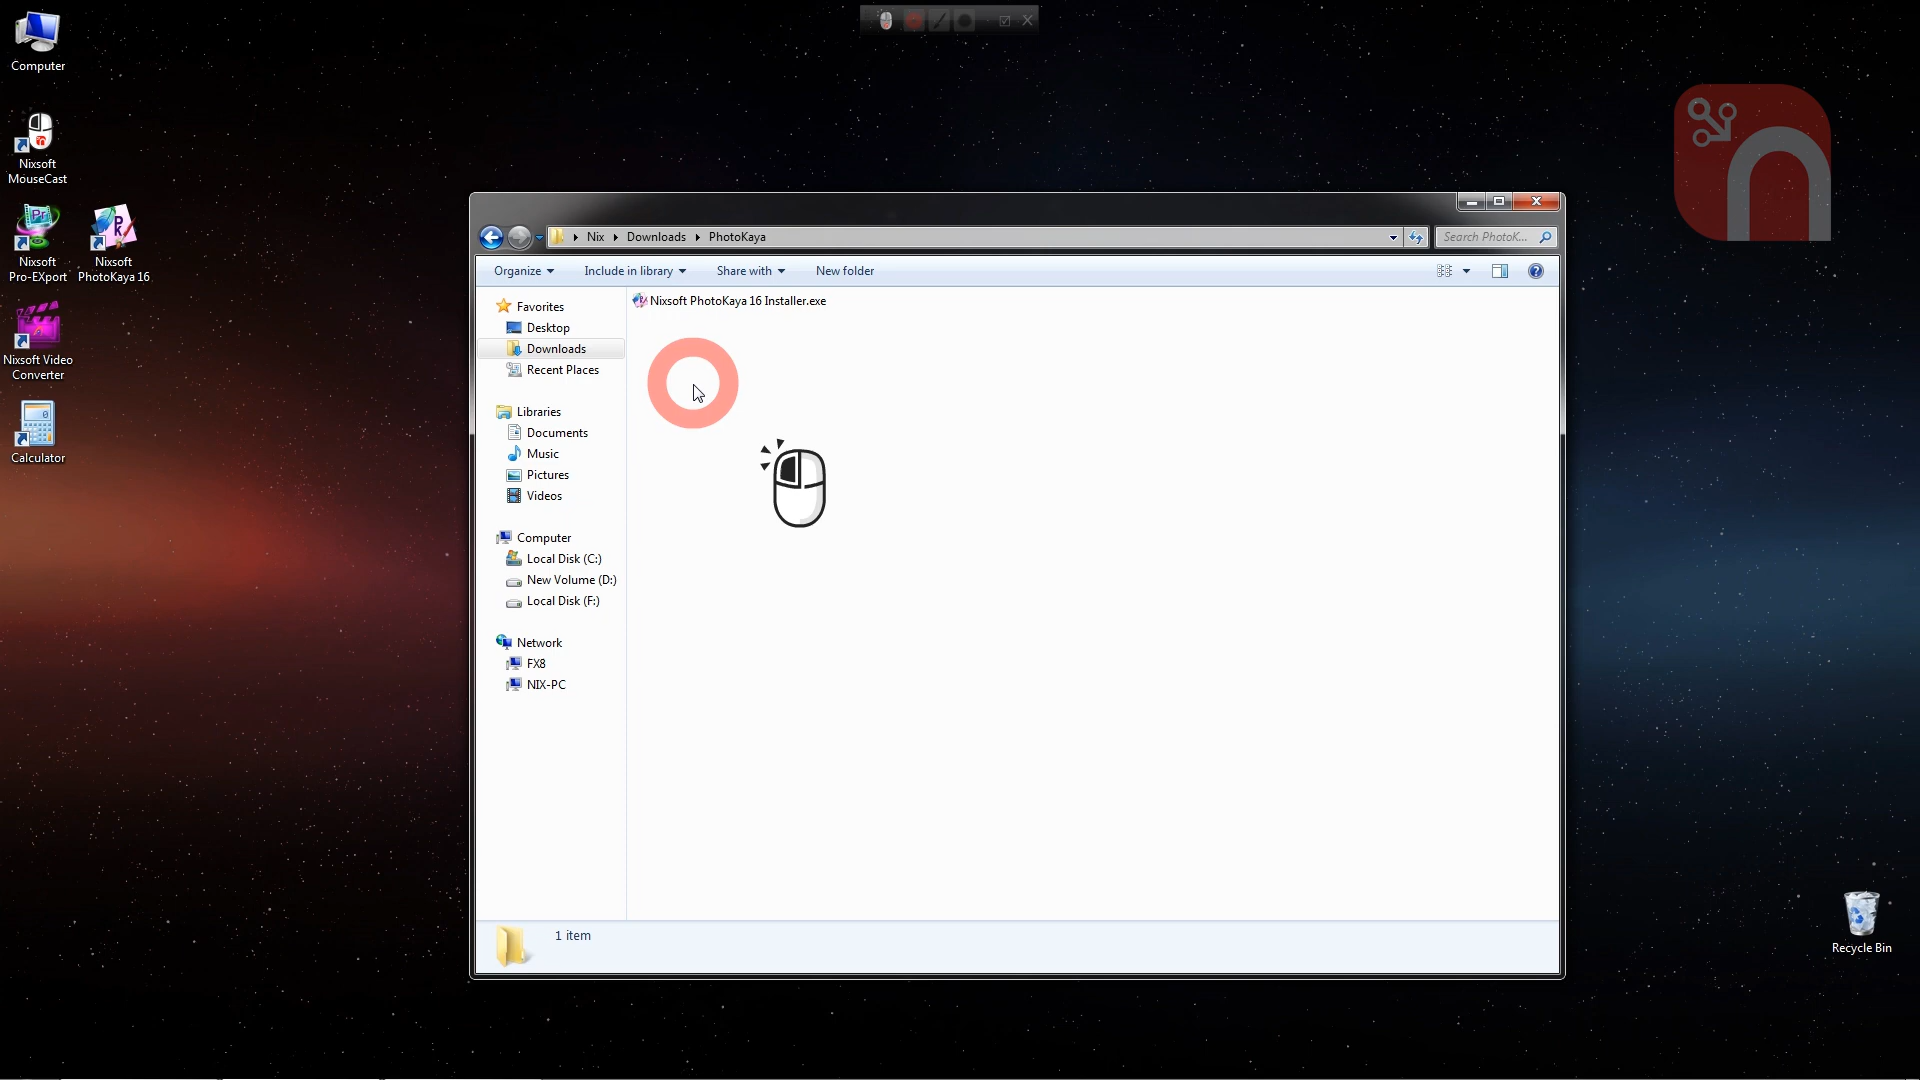 Computer
Nixsoft
MouseCast
Nixsoft
Pro-EXport
Nixsoft
PhotoKaya 16
Nixsoft Video
Converter
Calculator
Nix Downloads PhotoKaya
Search PhotoK...
Organize Include in library Share with New folder
Favorites
Desktop
Downloads
Recent Places
Libraries
Documents
Music
Pictures
Videos
Computer
Local Disk (C:)
New Volume (D:)
Local Disk (F:)
Network
FX8
NIX-PC
Nixsoft PhotoKaya 16 Installer.exe
1 item
Recycle Bin